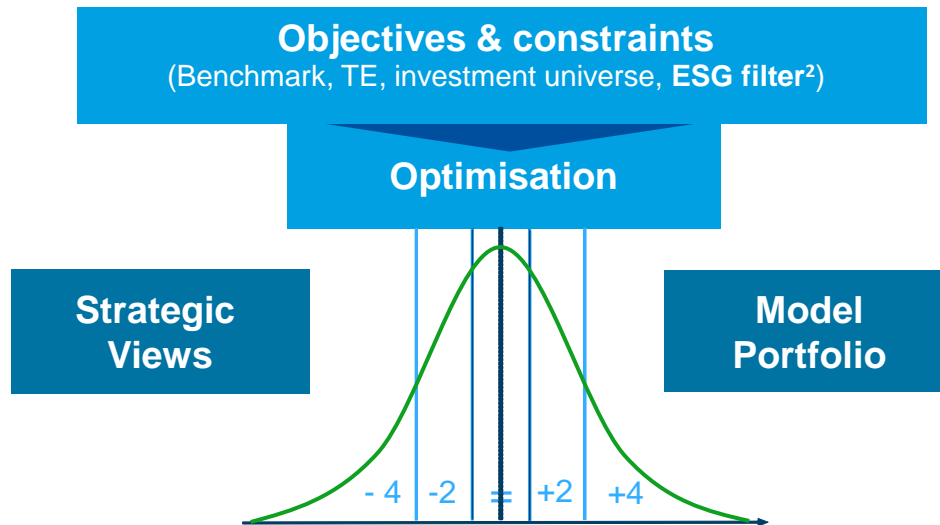 Objectives & constraints
(Benchmark, TE, investment universe, ESG filter²)
Optimisation
Strategic
Views
Model
Portfolio
- 4 -2 = +2 +4